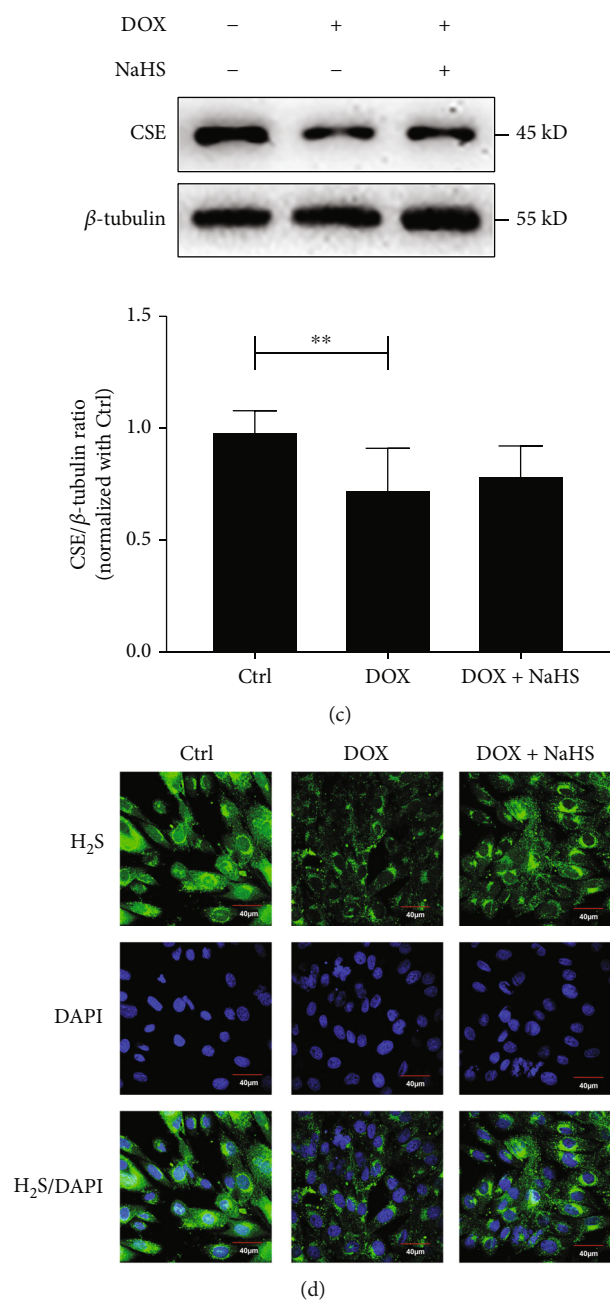 DOX − + +
NaHS − − +
CSE 45 kD
β-tubulin 55 kD
1.5
1.0
0.5
0.0
CSE/β-tubulin ratio
(normalized with Ctrl)
**
Ctrl DOX DOX + NaHS
(c)
Ctrl DOX DOX + NaHS
H₂S
40μm 40μm 40μm
DAPI
40μm 40μm 40μm
H₂S/DAPI
40μm 40μm 40μm
(d)